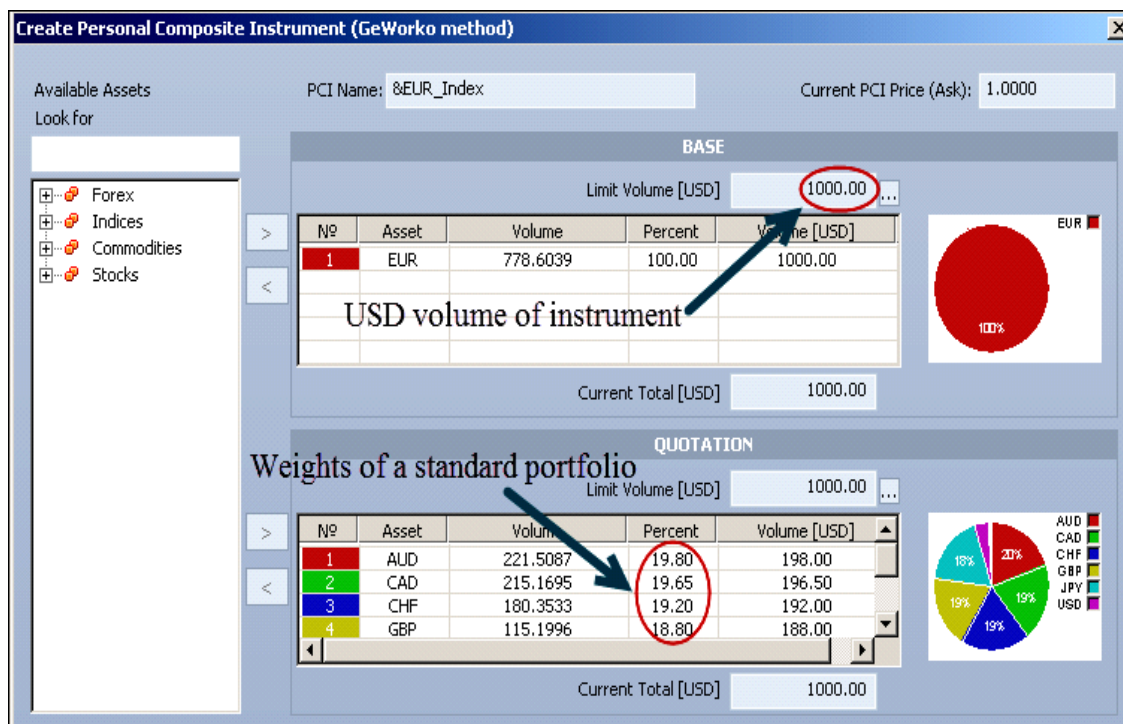 Create Personal Composite Instrument (GeWorko method)
Available Assets
PCI Name: &EUR_Index
Current PCI Price (Ask): 1.0000
Look for
Forex
Indices
Commodities
Stocks
>
<
BASE
Limit Volume [USD] 1000.00 ...
Nº Asset Volume Percent Volume [USD]
1 EUR 778.6039 100.00 1000.00
USD volume of instrument
Current Total [USD] 1000.00
EUR
100%
QUOTATION
Weights of a standard portfolio
Limit Volume [USD] 1000.00 ...
>
<
Nº Asset Volume Percent Volume [USD]
1 AUD 221.5087 19.80 198.00
2 CAD 215.1695 19.65 196.50
3 CHF 180.3533 19.20 192.00
4 GBP 115.1996 18.80 188.00
Current Total [USD] 1000.00
AUD
CAD
CHF
GBP
JPY
USD
20%
19%
19%
19%
18%